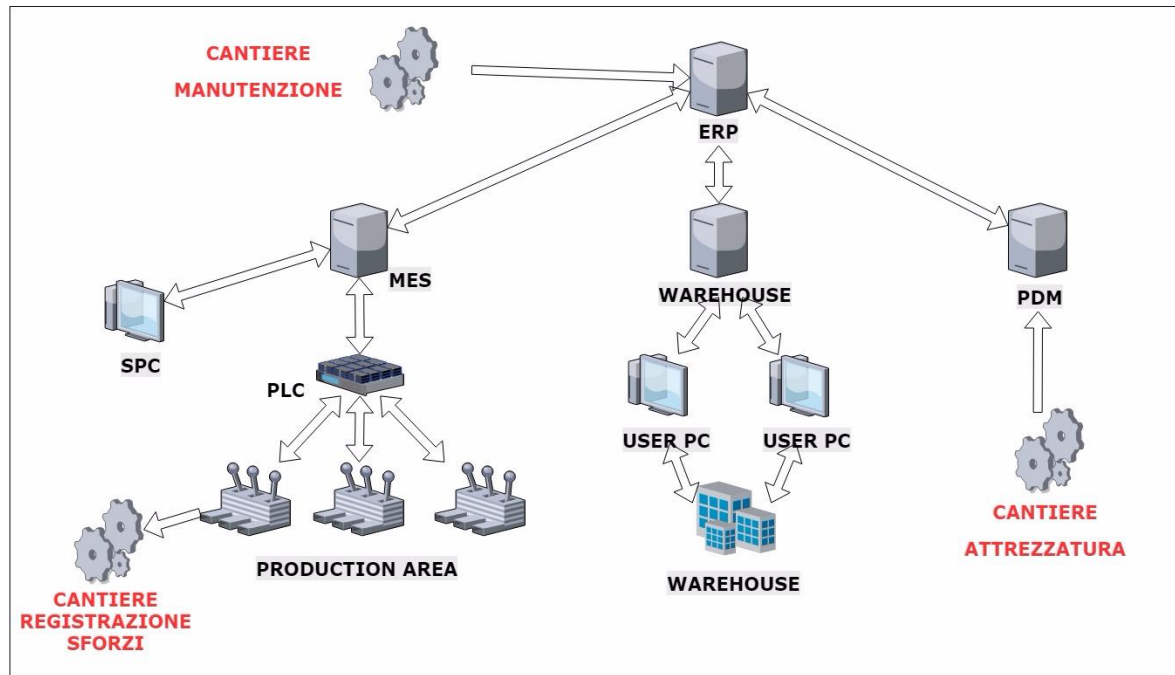 CANTIERE
MANUTENZIONE
ERP
MES
WAREHOUSE
PDM
SPC
PLC
USER PC
USER PC
CANTIERE
ATTREZZATURA
PRODUCTION AREA
WAREHOUSE
CANTIERE
REGISTRAZIONE
SFORZI